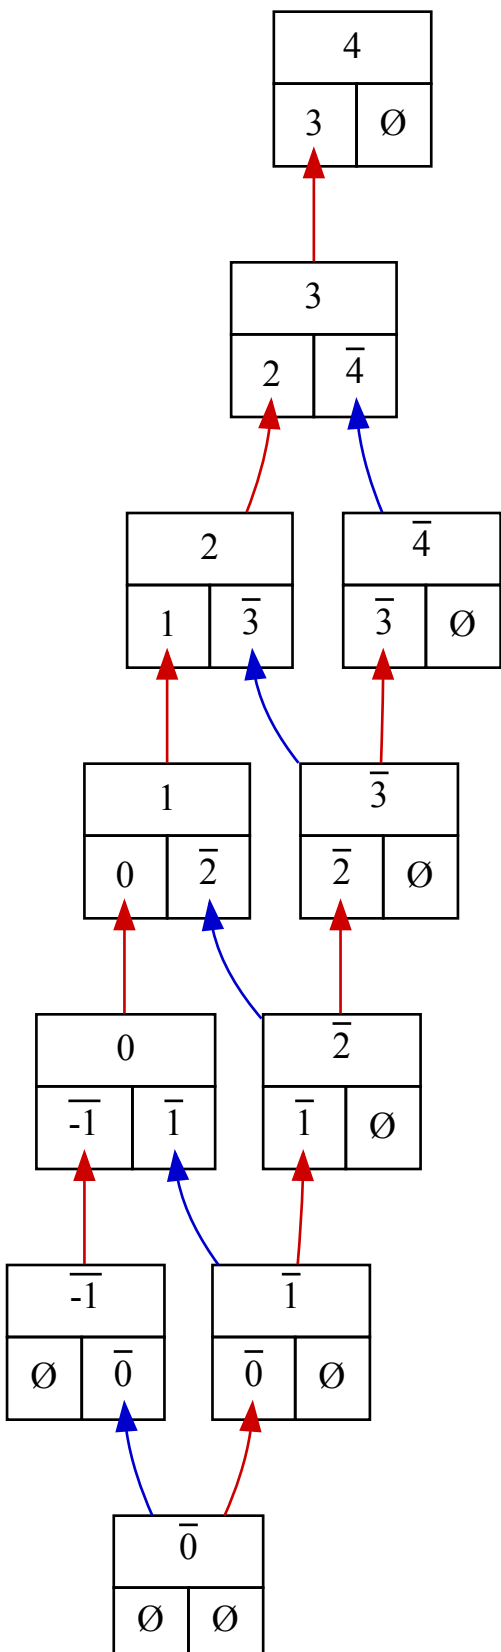 4
3 Ø
3
2 4̅
2 4̅
1 3̅ 3̅ Ø
1 3̅
0 2̅ 2̅ Ø
0 2̅
-̅1̅ 1̅ 1̅ Ø
-̅1̅ 1̅
Ø 0̅ 0̅ Ø
0̅
Ø Ø